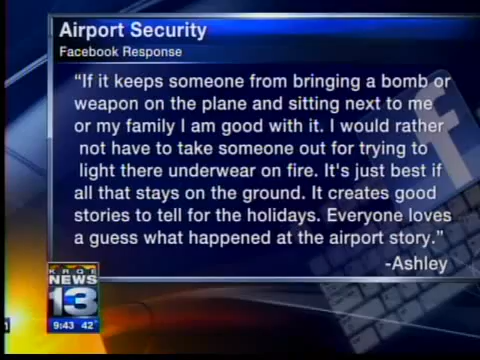 Airport Security
Facebook Response
“If it keeps someone from bringing a bomb or
weapon on the plane and sitting next to me
or my family I am good with it. I would rather
not have to take someone out for trying to
light there underwear on fire. It's just best if
all that stays on the ground. It creates good
stories to tell for the holidays. Everyone loves
a guess what happened at the airport story.”
-Ashley
KRQE
NEWS
13
9:43 42°